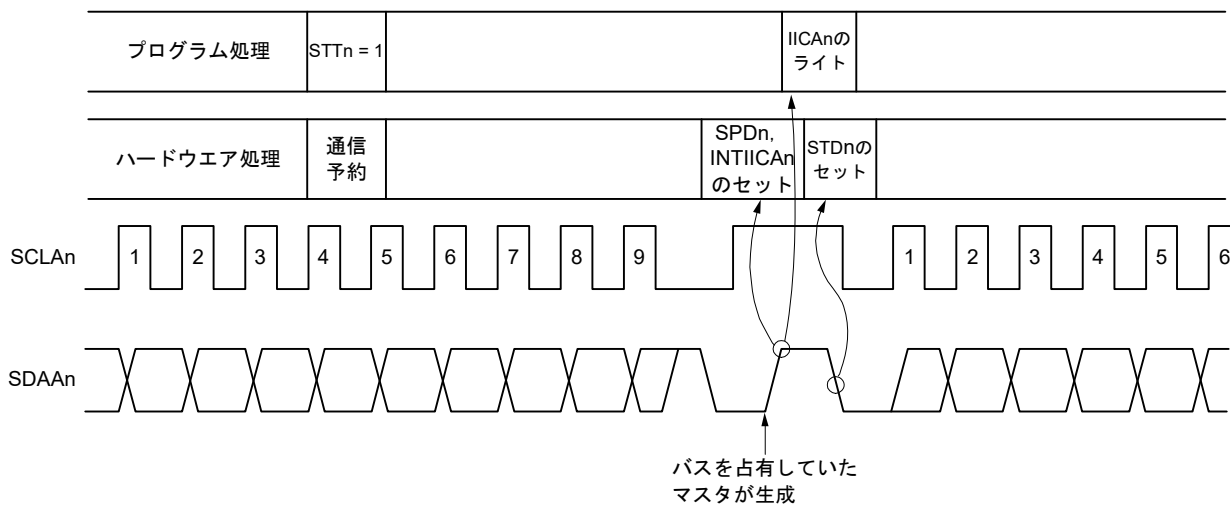 プログラム処理
STTn = 1
IICAnの
ライト
ハードウエア処理
通信
予約
SPDn,
INTIICAn
のセット
STDnの
セット
SCLAn
1 2 3 4 5 6 7 8 9 1 2 3 4 5 6
SDAAn
バスを占有していた
マスタが生成